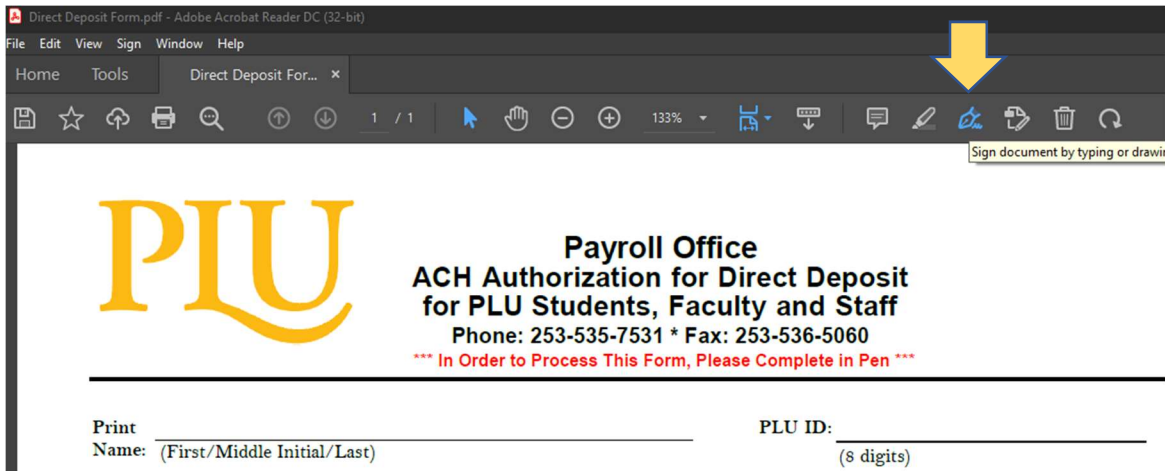 Direct Deposit Form.pdf - Adobe Acrobat Reader DC (32-bit)
File Edit View Sign Window Help
Home Tools Direct Deposit For... ×
1 / 1 133%
Sign document by typing or drawin
PLU
Payroll Office
ACH Authorization for Direct Deposit
for PLU Students, Faculty and Staff
Phone: 253-535-7531 * Fax: 253-536-5060
*** In Order to Process This Form, Please Complete in Pen ***
Print PLU ID:
Name: (First/Middle Initial/Last) (8 digits)